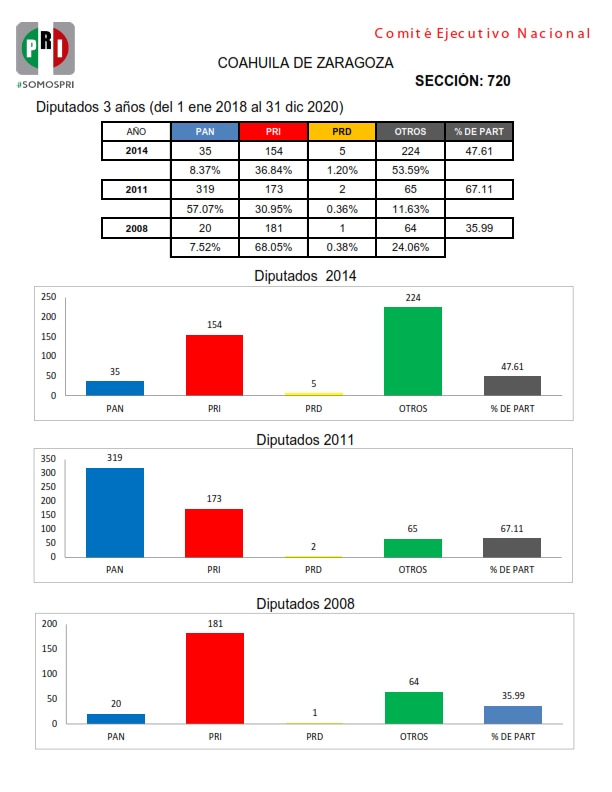 PRI
#SOMOSPRI
Comité Ejecutivo Nacional
COAHUILA DE ZARAGOZA
SECCIÓN: 720
Diputados 3 años (del 1 ene 2018 al 31 dic 2020)
AÑO PAN PRI PRD OTROS % DE PART
2014 35 154 5 224 47.61
8.37% 36.84% 1.20% 53.59%
2011 319 173 2 65 67.11
57.07% 30.95% 0.36% 11.63%
2008 20 181 1 64 35.99
7.52% 68.05% 0.38% 24.06%
Diputados 2014
250
200
150
100
50
0
35 154 5 224 47.61
PAN PRI PRD OTROS % DE PART
Diputados 2011
350
300
250
200
150
100
50
0
319 173 2 65 67.11
PAN PRI PRD OTROS % DE PART
Diputados 2008
200
150
100
50
0
20 181 1 64 35.99
PAN PRI PRD OTROS % DE PART